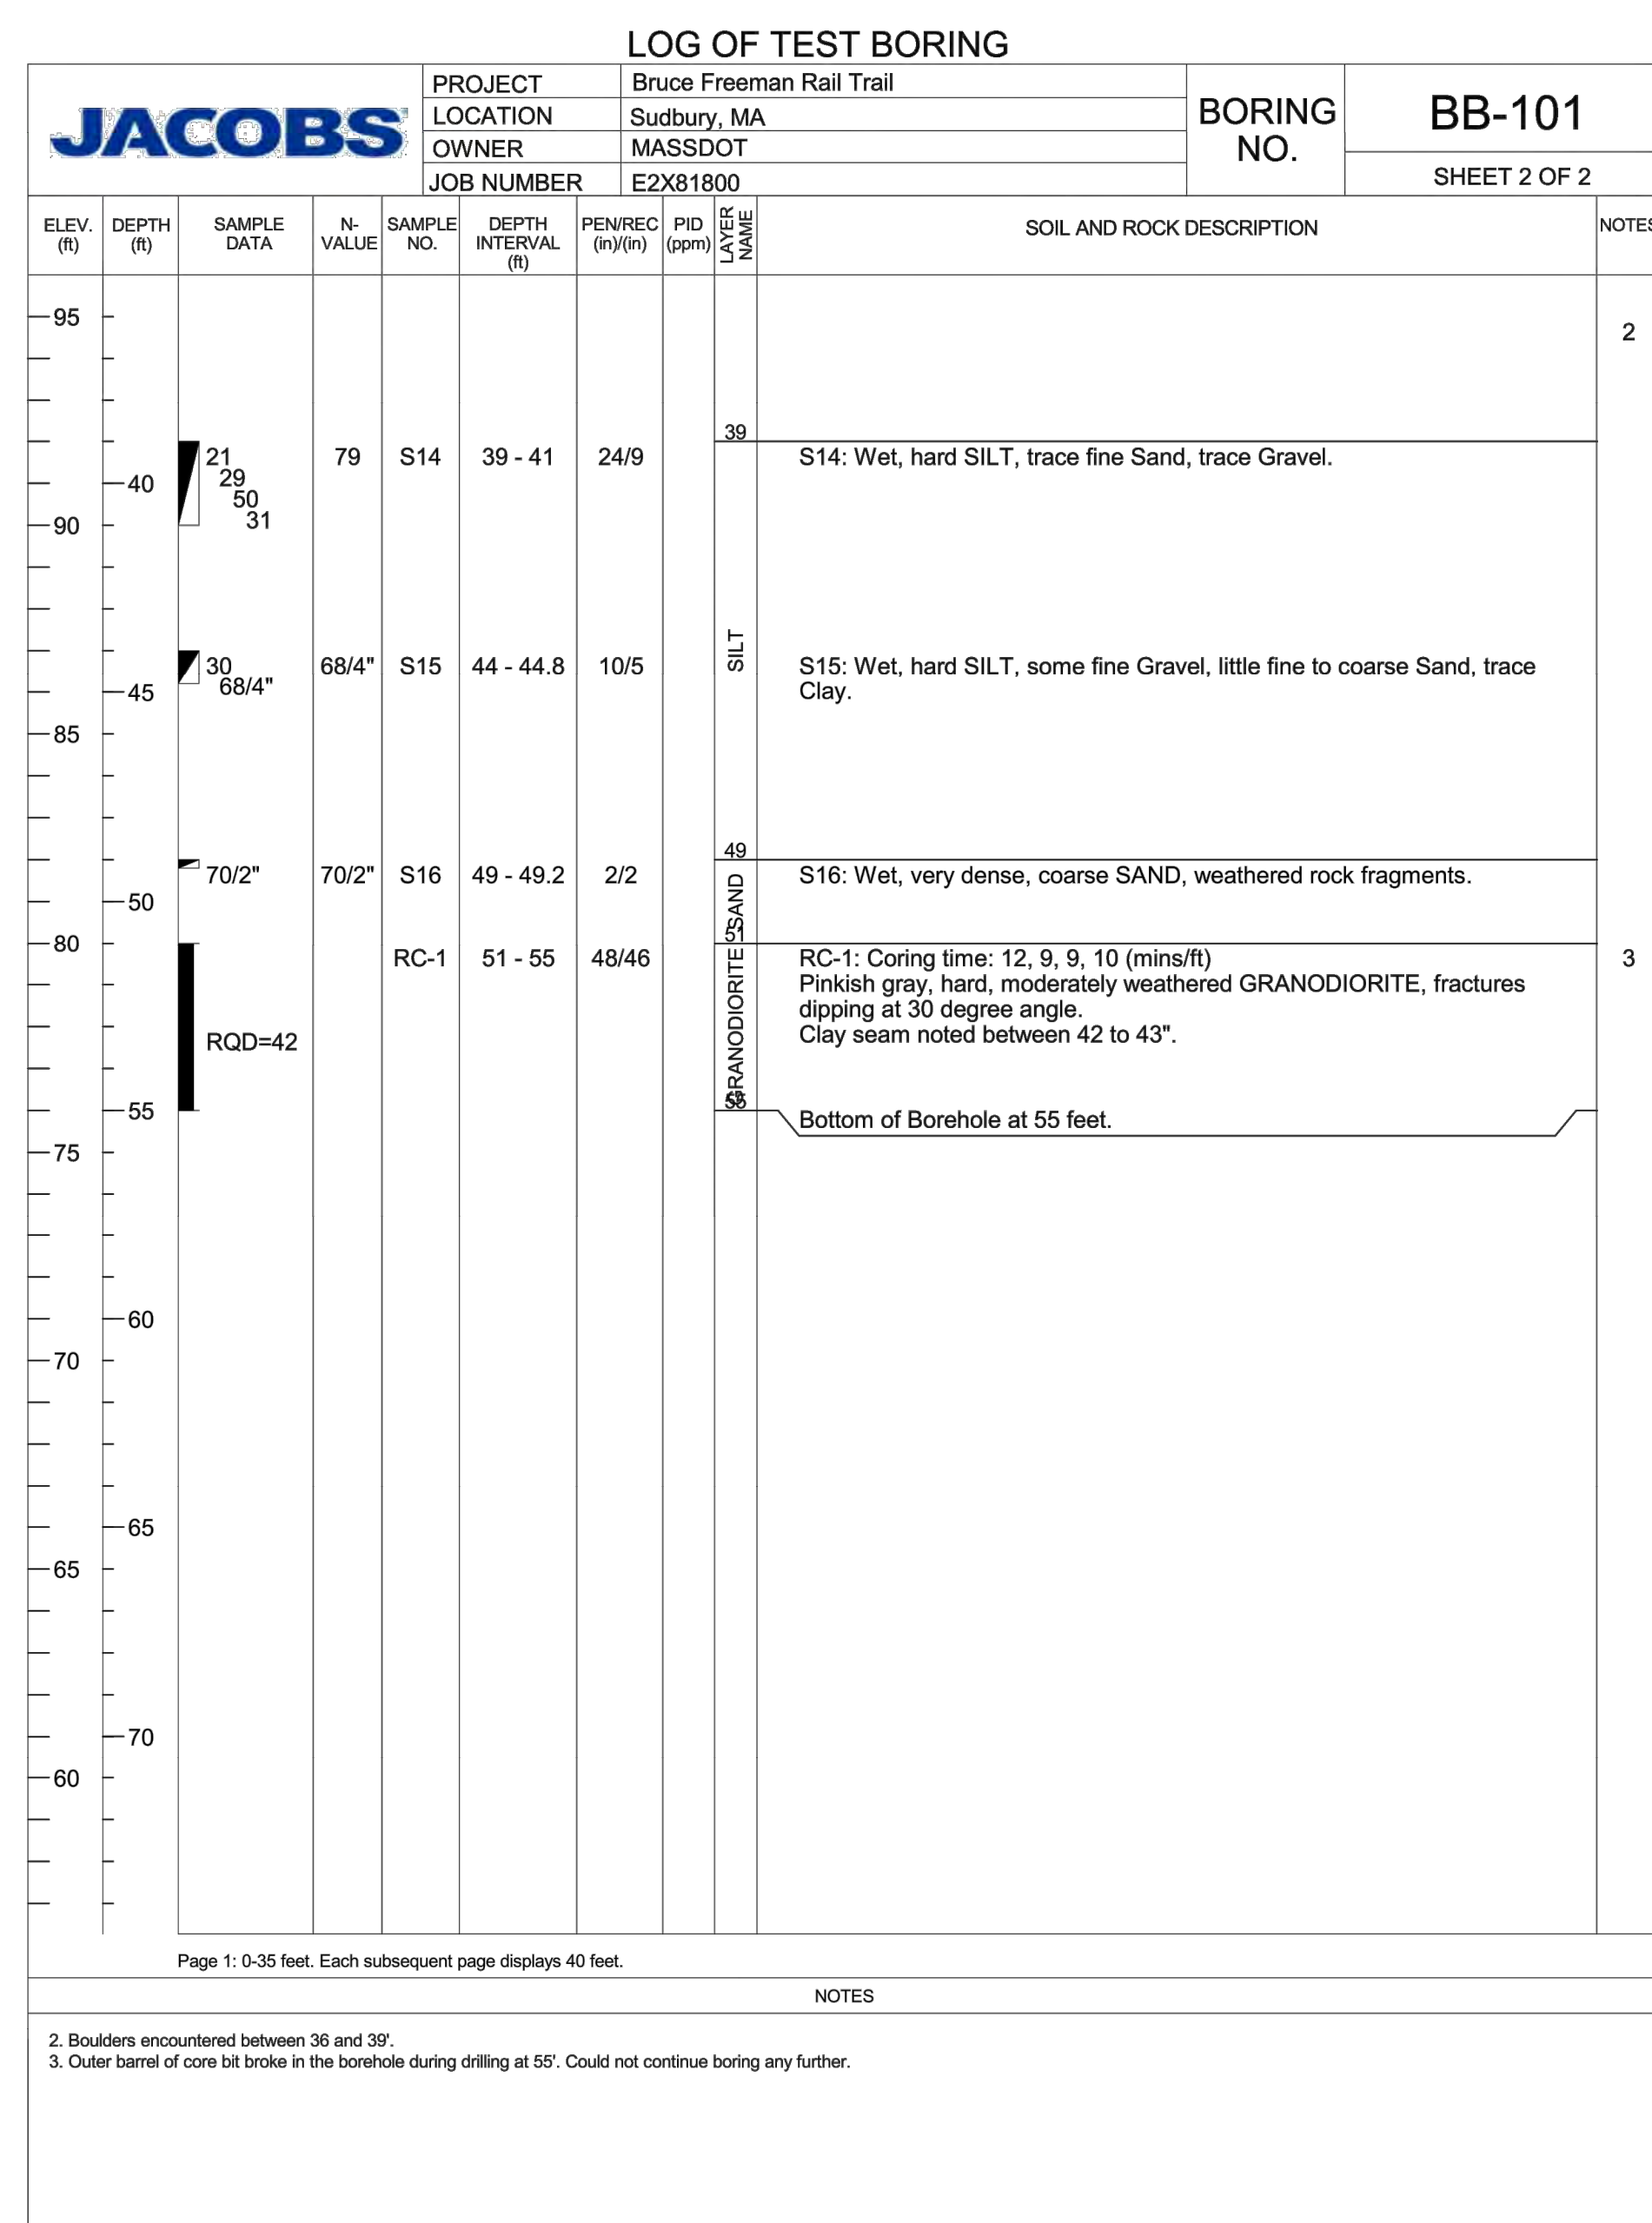 LOG OF TEST BORING
JACOBS
PROJECT Bruce Freeman Rail Trail
LOCATION Sudbury, MA
OWNER MASSDOT
JOB NUMBER E2X81800
BORING
NO.
BB-101
SHEET 2 OF 2
ELEV.
(ft)
DEPTH
(ft)
SAMPLE
DATA
N-
VALUE
SAMPLE
NO.
DEPTH
INTERVAL
(ft)
PEN/REC
(in)/(in)
PID
(ppm)
LAYER
NAME
SOIL AND ROCK DESCRIPTION
NOTES
95
2
39
21 79 S14 39 - 41 24/9 S14: Wet, hard SILT, trace fine Sand, trace Gravel.
29
40
50
31
90
SILT
30 68/4" S15 44 - 44.8 10/5 S15: Wet, hard SILT, some fine Gravel, little fine to coarse Sand, trace
68/4" Clay.
45
85
49
70/2" 70/2" S16 49 - 49.2 2/2 S16: Wet, very dense, coarse SAND, weathered rock fragments.
SAND
50
51
80
RC-1 51 - 55 48/46 RC-1: Coring time: 12, 9, 9, 10 (mins/ft) 3
Pinkish gray, hard, moderately weathered GRANODIORITE, fractures
dipping at 30 degree angle.
RQD=42 Clay seam noted between 42 to 43".
GRANODIORITE
55
55
Bottom of Borehole at 55 feet.
75
60
70
65
65
70
60
Page 1: 0-35 feet. Each subsequent page displays 40 feet.
NOTES
2. Boulders encountered between 36 and 39'.
3. Outer barrel of core bit broke in the borehole during drilling at 55'. Could not continue boring any further.